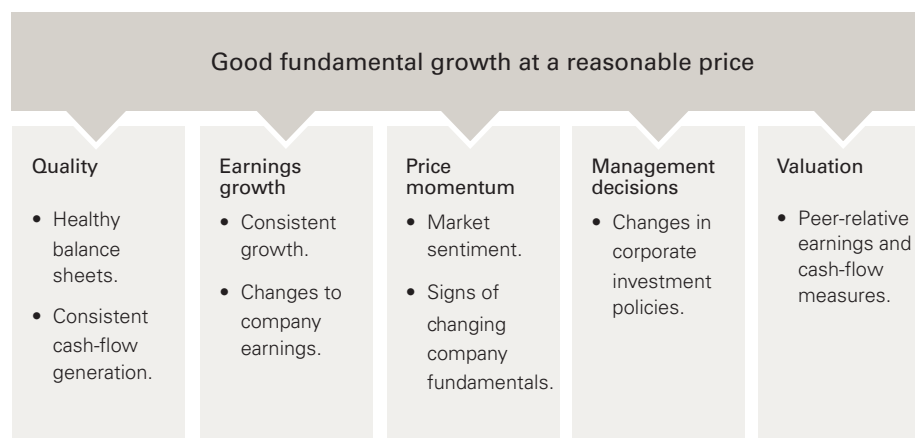 Good fundamental growth at a reasonable price
Quality
• Healthy
balance
sheets.
• Consistent
cash-flow
generation.
Earnings
growth
• Consistent
growth.
• Changes to
company
earnings.
Price
momentum
• Market
sentiment.
• Signs of
changing
company
fundamentals.
Management
decisions
• Changes in
corporate
investment
policies.
Valuation
• Peer-relative
earnings and
cash-flow
measures.